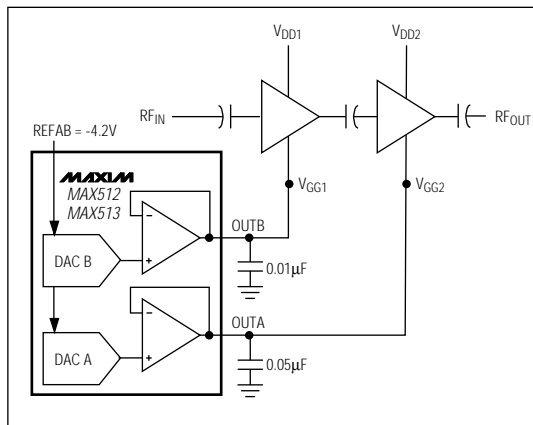 VDD1
VDD2
RFIN
RFOUT
REFAB = -4.2V
MAXIM
MAX512
MAX513
VGG1
VGG2
-
OUTB
DAC B
+
0.01μF
-
OUTA
DAC A
+
0.05μF